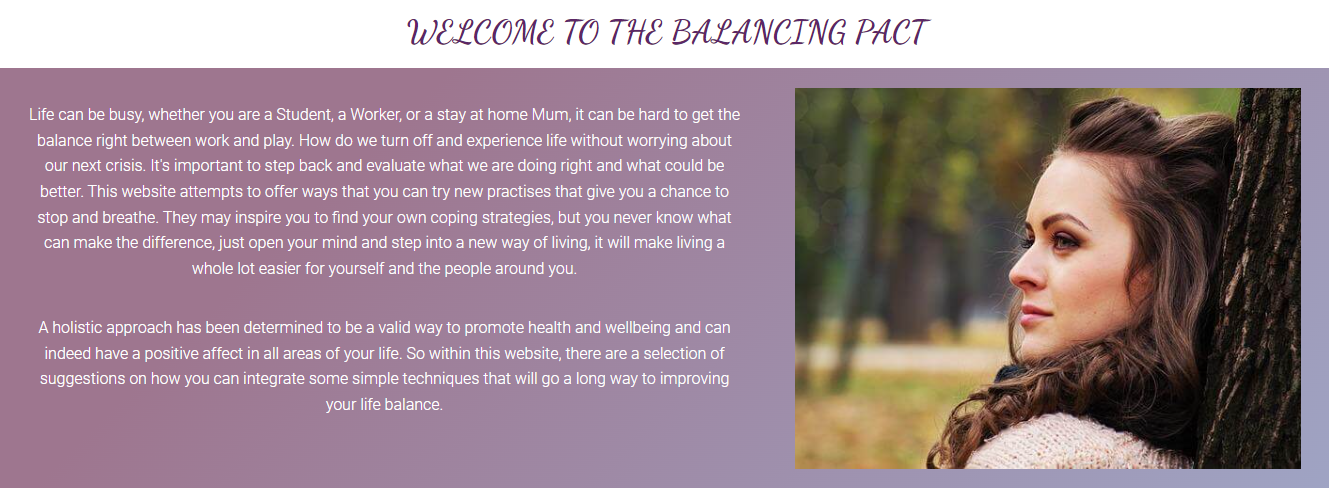 WELCOME TO THE BALANCING PACT
Life can be busy, whether you are a Student, a Worker, or a stay at home Mum, it can be hard to get the
balance right between work and play. How do we turn off and experience life without worrying about
our next crisis. It's important to step back and evaluate what we are doing right and what could be
better. This website attempts to offer ways that you can try new practises that give you a chance to
stop and breathe. They may inspire you to find your own coping strategies, but you never know what
can make the difference, just open your mind and step into a new way of living, it will make living a
whole lot easier for yourself and the people around you.
A holistic approach has been determined to be a valid way to promote health and wellbeing and can
indeed have a positive affect in all areas of your life. So within this website, there are a selection of
suggestions on how you can integrate some simple techniques that will go a long way to improving
your life balance.